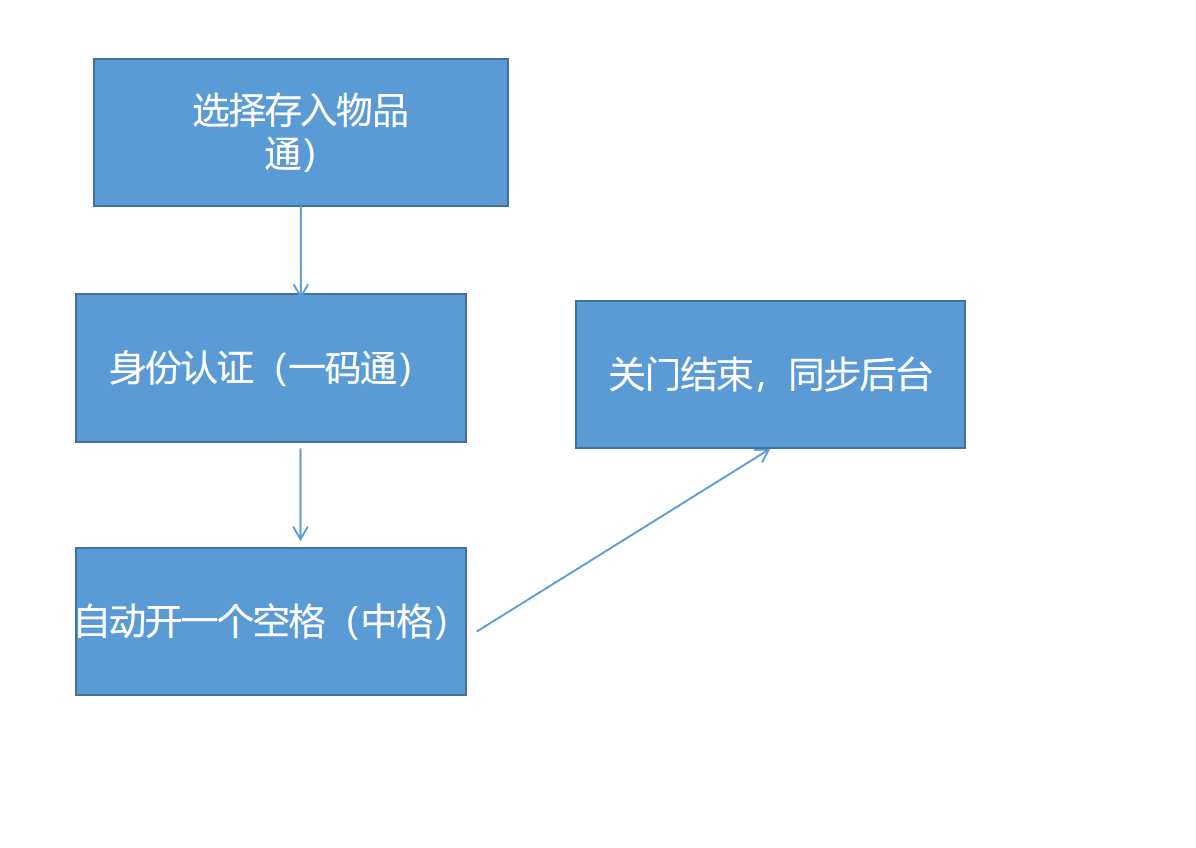 选择存入物品
通）
身份认证（一码通）
关门结束，同步后台
自动开一个空格（中格）